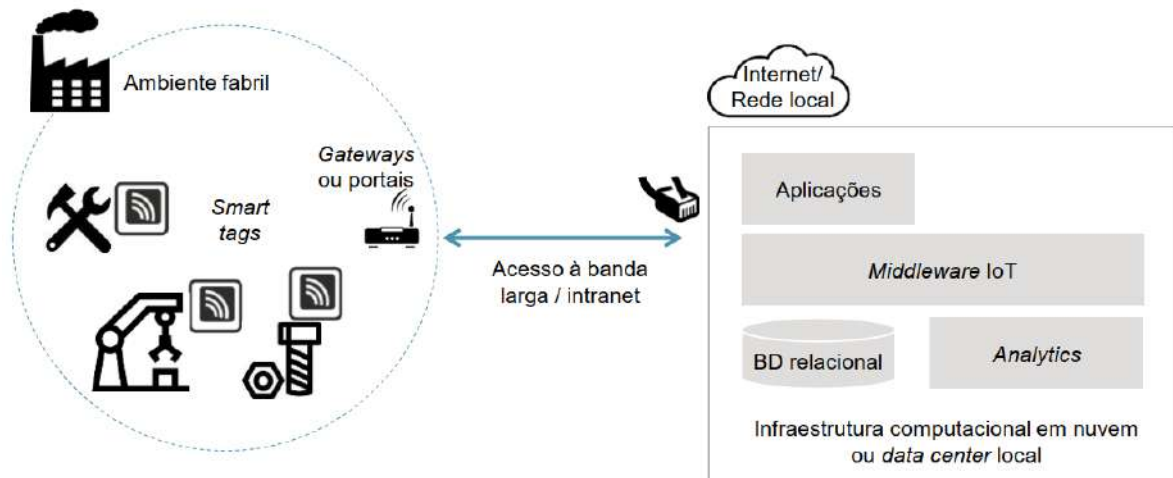 Ambiente fabril
Gateways
ou portais
Smart
tags
Acesso à banda
larga / intranet
Internet/
Rede local
Aplicações
Middleware IoT
BD relacional
Analytics
Infraestrutura computacional em nuvem
ou data center local